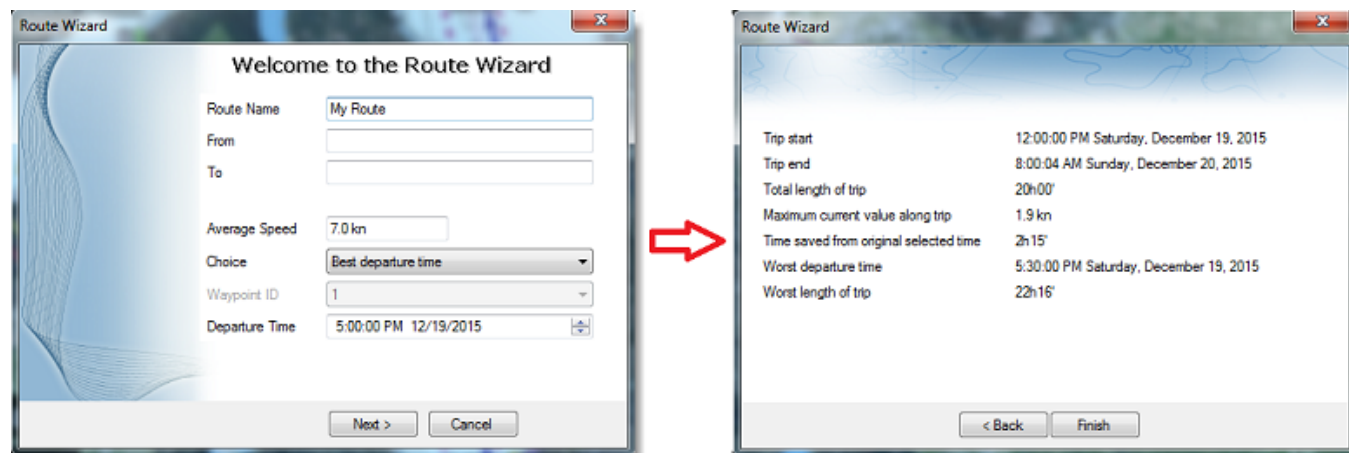 Route Wizard
Welcome to the Route Wizard
Route Name My Route
From
To
Average Speed 7.0 kn
Choice Best departure time
Waypoint ID 1
Departure Time 5:00:00 PM 12/19/2015
Next > Cancel
Route Wizard
Trip start 12:00:00 PM Saturday, December 19, 2015
Trip end 8:00:04 AM Sunday, December 20, 2015
Total length of trip 20h00'
Maximum current value along trip 1.9 kn
Time saved from original selected time 2h 15'
Worst departure time 5:30:00 PM Saturday, December 19, 2015
Worst length of trip 22h16'
< Back Finish